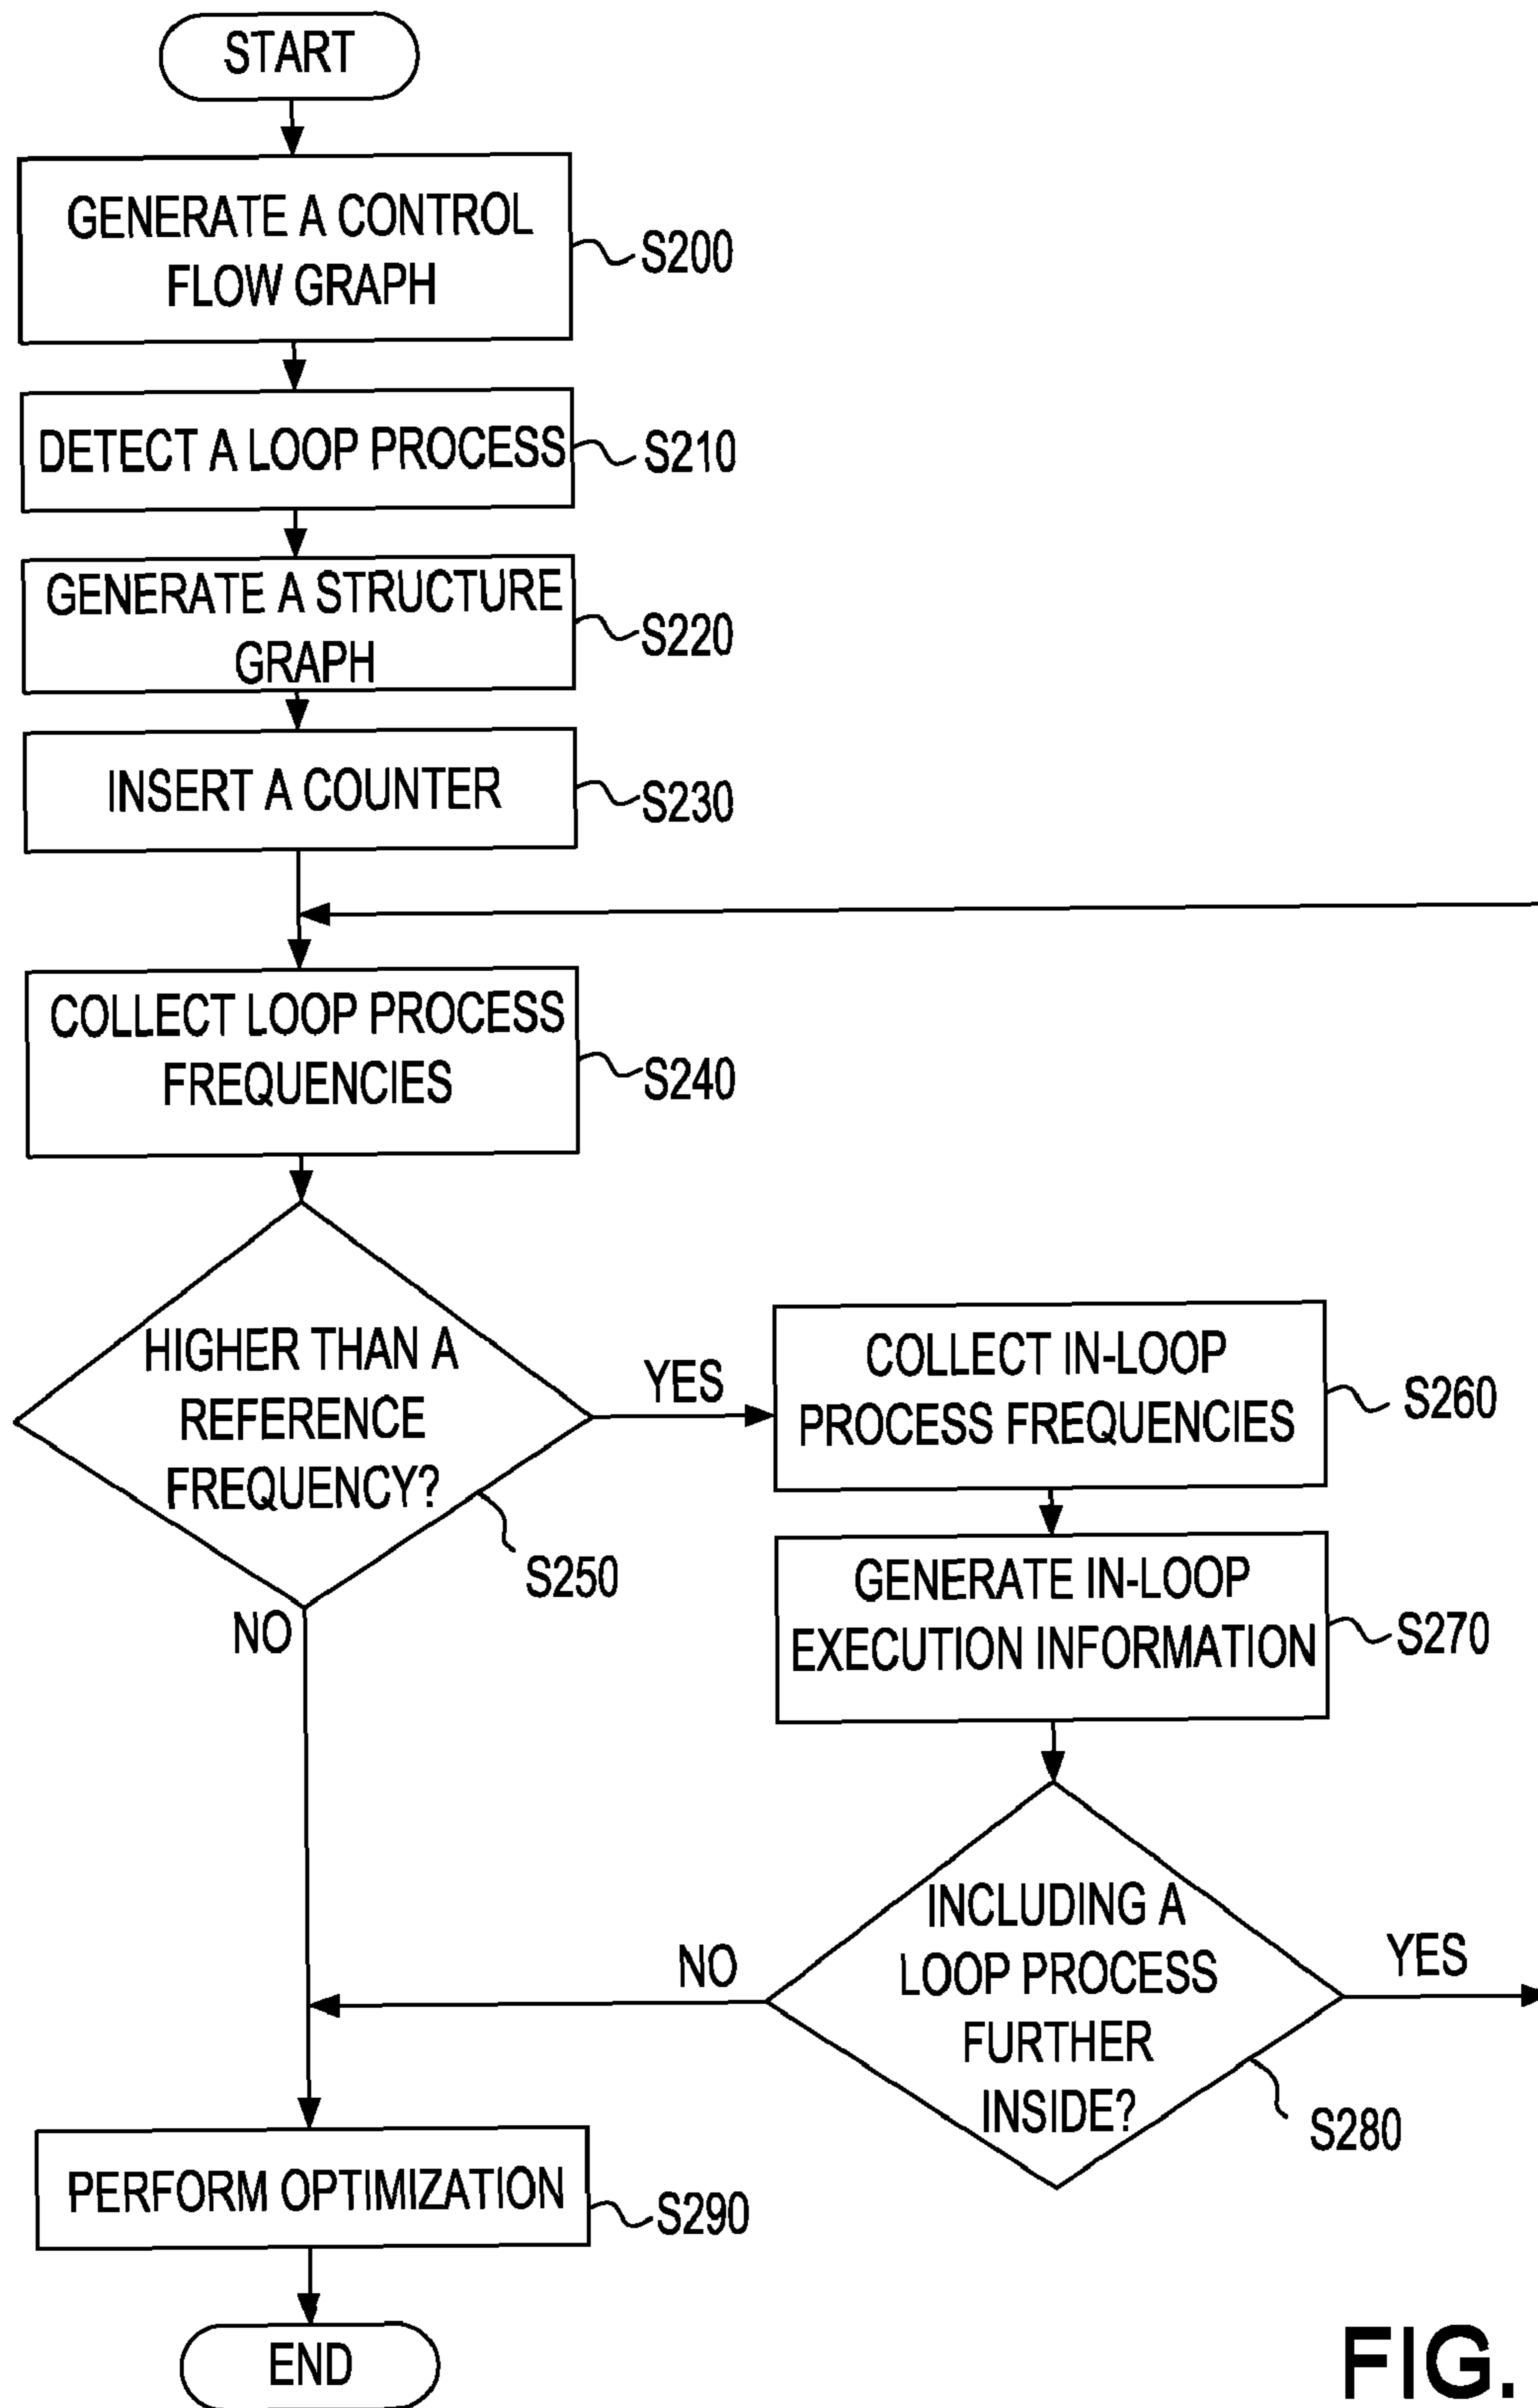 START
GENERATE A CONTROL
FLOW GRAPH
S200
DETECT A LOOP PROCESS
S210
GENERATE A STRUCTURE
GRAPH
S220
INSERT A COUNTER
S230
COLLECT LOOP PROCESS
FREQUENCIES
S240
HIGHER THAN A
REFERENCE
FREQUENCY?
S250
YES
NO
COLLECT IN-LOOP
PROCESS FREQUENCIES
S260
GENERATE IN-LOOP
EXECUTION INFORMATION
S270
INCLUDING A
LOOP PROCESS
FURTHER
INSIDE?
S280
NO
YES
PERFORM OPTIMIZATION
S290
END
FIG.